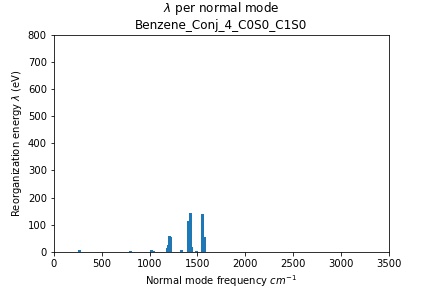 λ per normal mode
Benzene_Conj_4_C0S0_C1S0
Reorganization energy λ (eV)
800
700
600
500
400
300
200
100
0
0 500 1000 1500 2000 2500 3000 3500
Normal mode frequency cm⁻¹